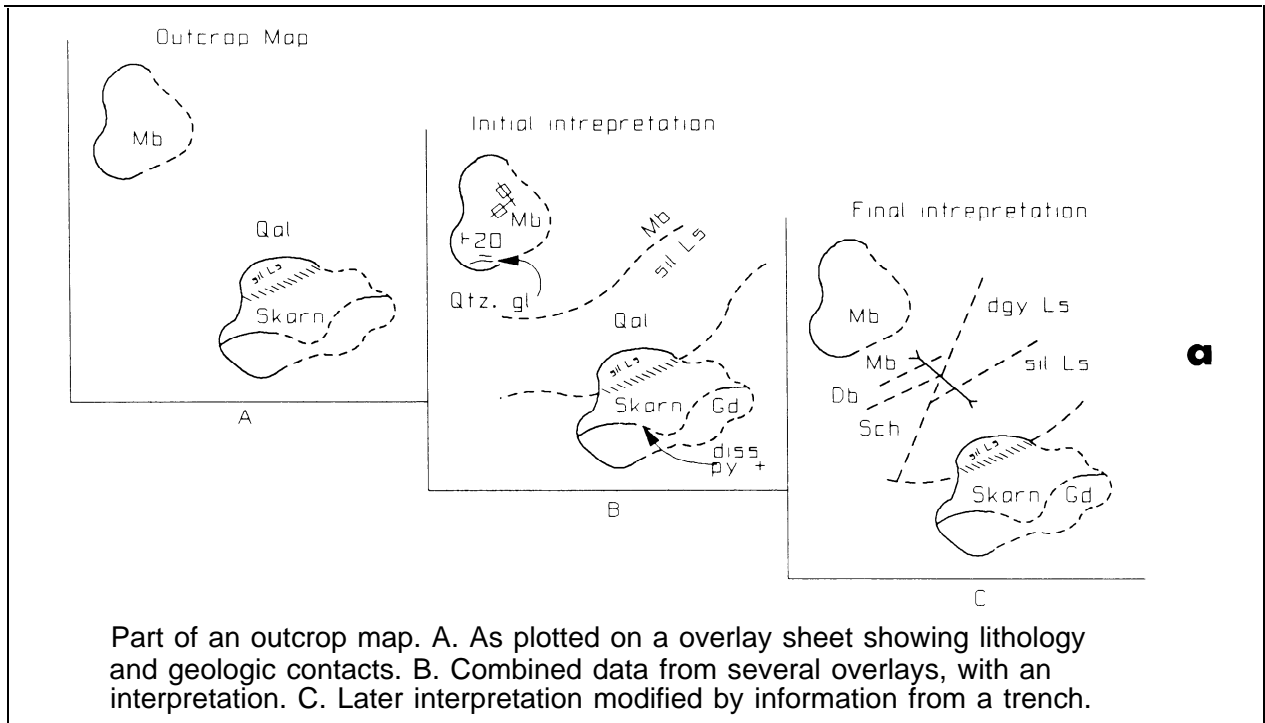 Outcrop Map
Mb
Qal
sil Ls
Skarn
A
Initial intrepretation
Mb
20
Qtz. gl
Mb
sil Ls
Qal
sil Ls
Skarn
Gd
diss
py +
B
Final intrepretation
Mb
dgy Ls
Mb
sil Ls
Db
Sch
sil Ls
Skarn
Gd
C
a
Part of an outcrop map. A. As plotted on a overlay sheet showing lithology
and geologic contacts. B. Combined data from several overlays, with an
interpretation. C. Later interpretation modified by information from a trench.